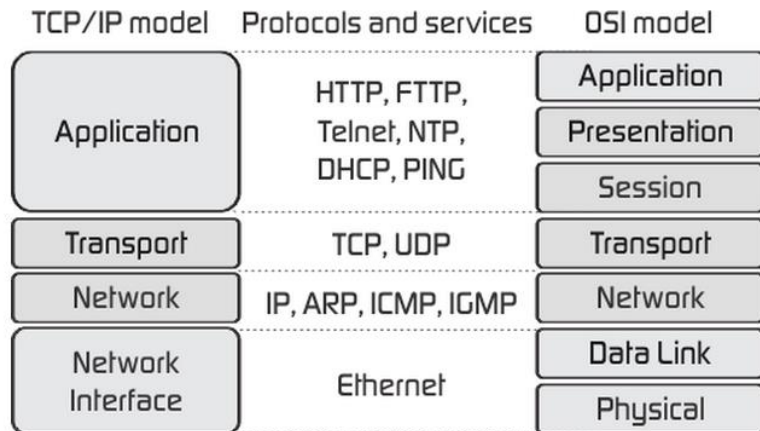 TCP/IP model Protocols and services OSI model
Application
HTTP, FTTP,
Telnet, NTP,
DHCP, PING
Application
Presentation
Session
Transport TCP, UDP Transport
Network IP, ARP, ICMP, IGMP Network
Network
Interface
Ethernet
Data Link
Physical